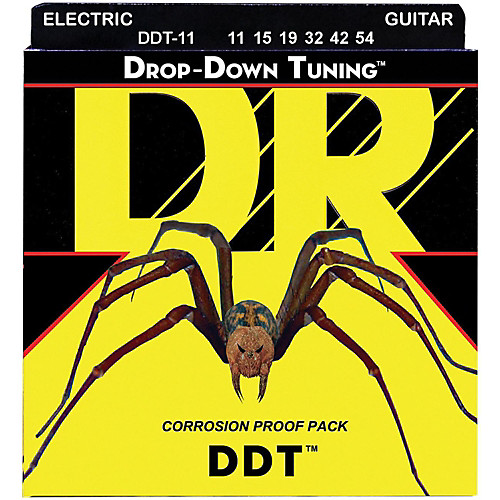 ELECTRIC GUITAR
DDT-11 11 15 19 32 42 54
DROP-DOWN TUNING™
DR
CORROSION PROOF PACK
DDT™